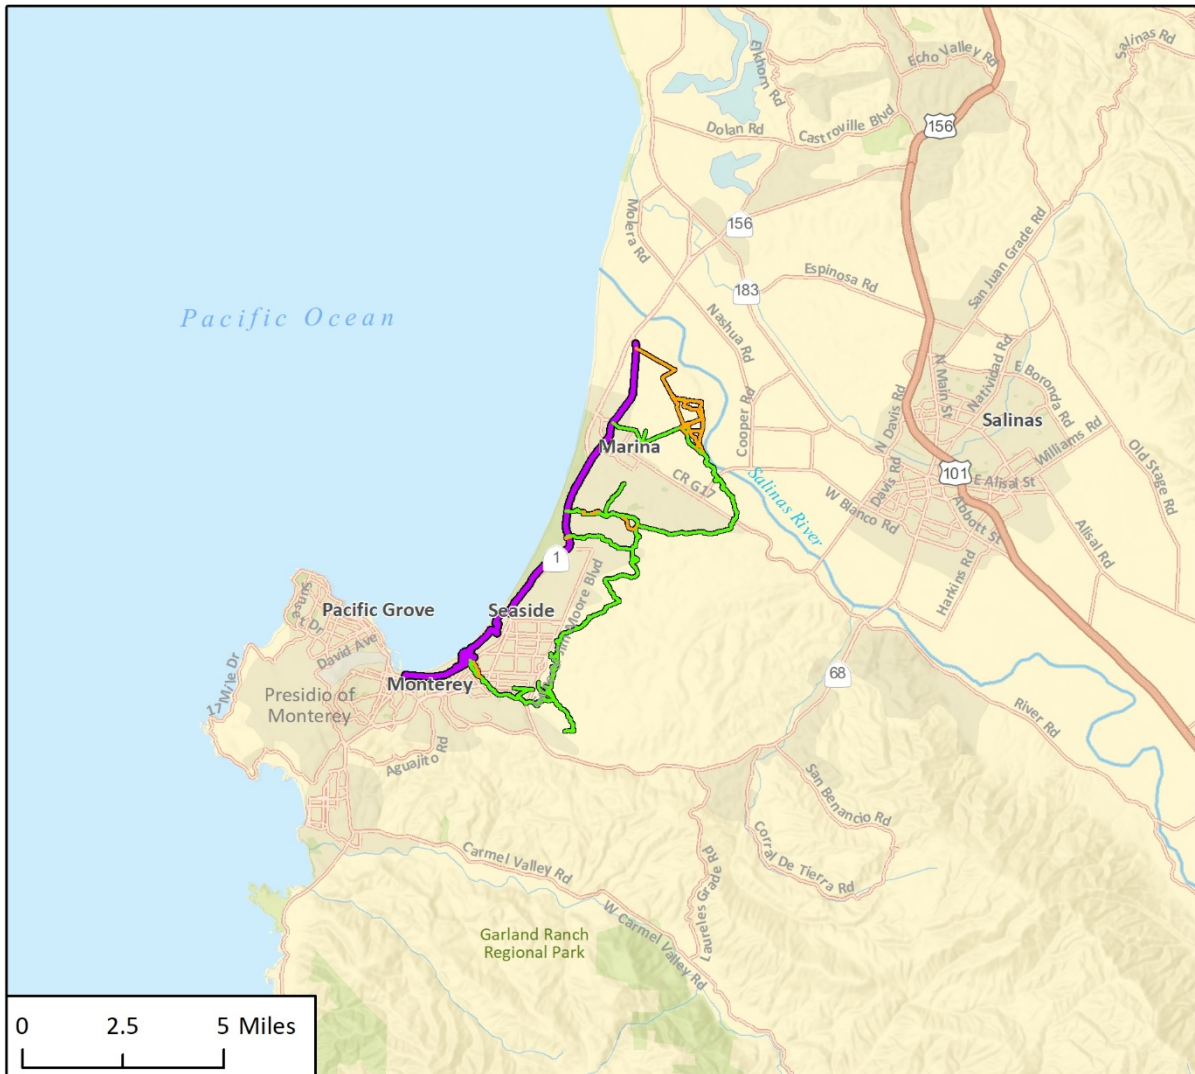 Salinas Rd
Elkhorn Rd
Echo Valley Rd
Dolan Rd
Castroville Blvd
156
Molera Rd
156
San Juan Grade Rd
Espinosa Rd
183
Pacific Ocean
Nashua Rd
N Main St
Natividad Rd
E Boronda Rd
Cooper Rd
N Davis Rd
Salinas
Williams Rd
Marina
Old Stage Rd
CR G17
Salinas River
Davis Rd
101
E Alisal St
W Blanco Rd
Abbott St
Alisal Rd
1
Harkins Rd
Sunset Dr
Pacific Grove
Seaside
Jim Moore Blvd
David Ave
68
Monterey
Presidio of
Monterey
River Rd
Aguajito Rd
San Benancio Rd
Corral De Tierra Rd
Carmel Valley Rd
Laureles Grade Rd
W Carmel Valley Rd
Garland Ranch
Regional Park
0 2.5 5 Miles